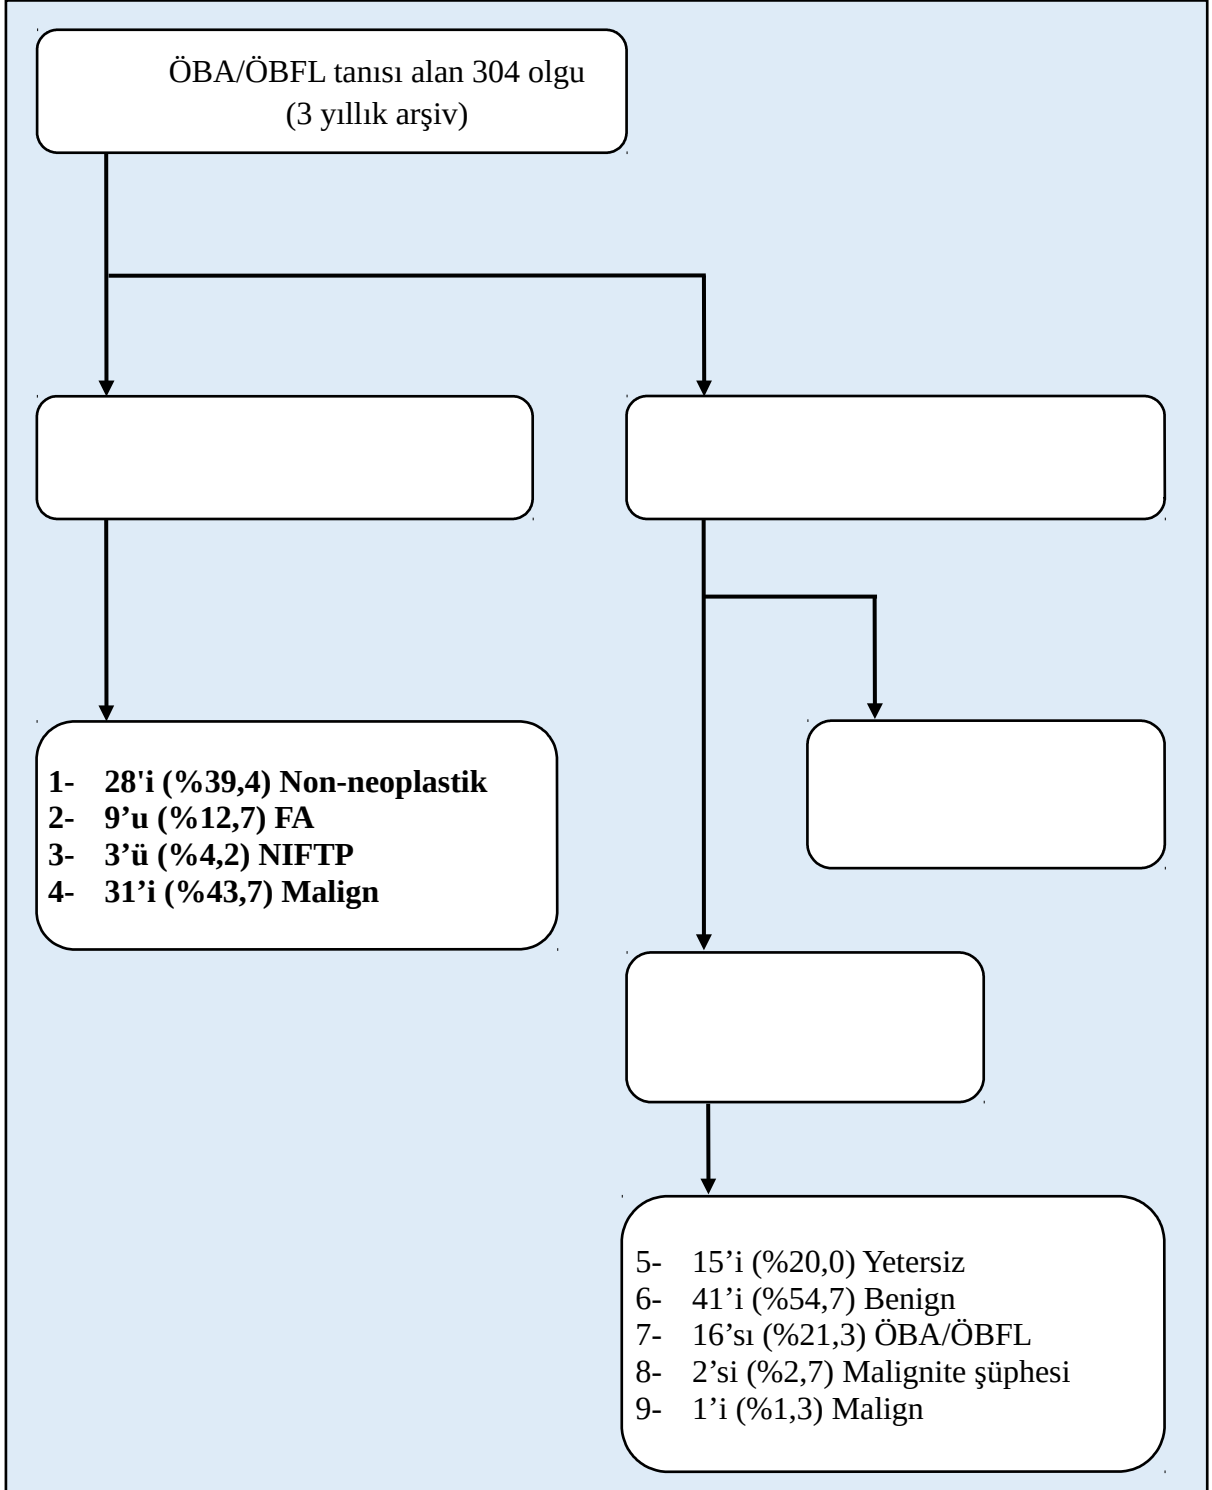 ÖBA/ÖBFL tanısı alan 304 olgu
(3 yıllık arşiv)
1- 28'i (%39,4) Non-neoplastik
2- 9’u (%12,7) FA
3- 3’ü (%4,2) NIFTP
4- 31’i (%43,7) Malign
5- 15’i (%20,0) Yetersiz
6- 41’i (%54,7) Benign
7- 16’sı (%21,3) ÖBA/ÖBFL
8- 2’si (%2,7) Malignite şüphesi
9- 1’i (%1,3) Malign